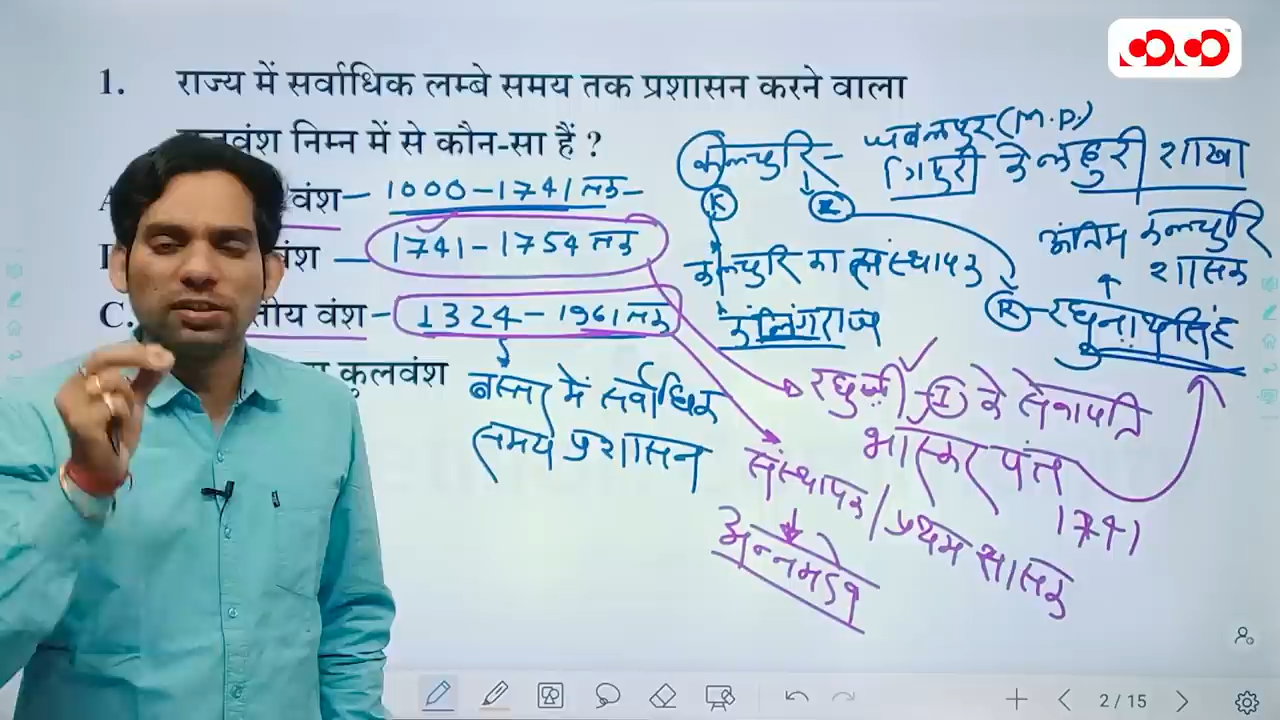 1. राज्य में सर्वाधिक लम्बे समय तक प्रशासन करने वाला
निम्न में से कौन-सा हैं ?
वंश – 1000 – 1741 तक
वंश – 1741 – 1754 तक
C. वंश – 1324 – 1961 तक
कुलवंश
बस्तर में सर्वाधिक
समय प्रशासन
कल्चुरि – जबलपुर (M.P.)
त्रिपुरी के लहुरी शाखा
K
कल्चुरि का संस्थापक
कलिंगराज
अंतिम कल्चुरि
शासक
R – रघुनाथसिंह
रघुजी – I के सेनापति
भास्कर पंत
1741
संस्थापक / प्रथम शासक
अन्नमदेव
2 / 15